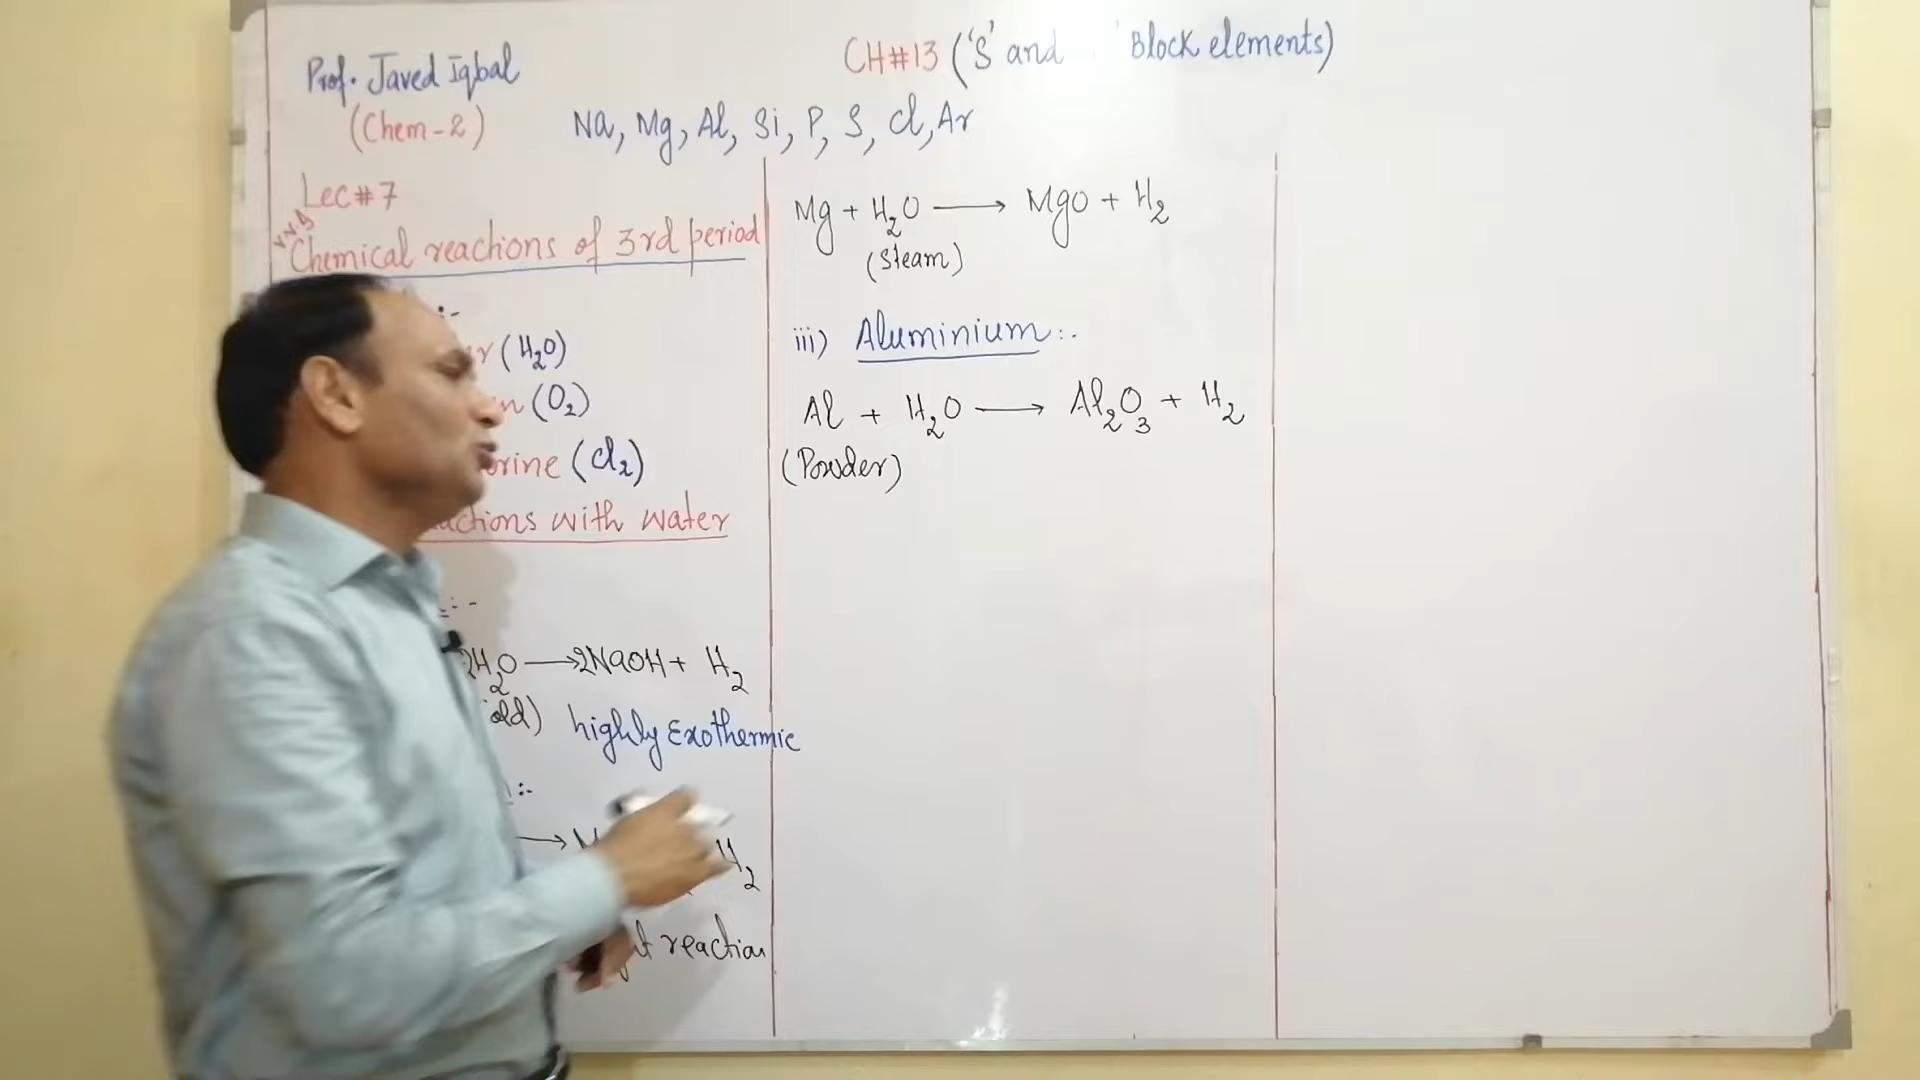 Prof. Javed Iqbal
(Chem-2)
CH#13 ('S' and ' Block elements)
Na, Mg, Al, Si, P, S, Cl, Ar
Lec#7
Chemical reactions of 3rd period
:-
(H₂O)
(O₂)
(Cl₂)
with water
:-
2H₂O ⟶ 2NaOH + H₂
highly Exothermic
:-
⟶ H₂
reaction
Mg + H₂O ⟶ MgO + H₂
(Steam)
iii) Aluminium:-
Al + H₂O ⟶ Al₂O₃ + H₂
(Powder)